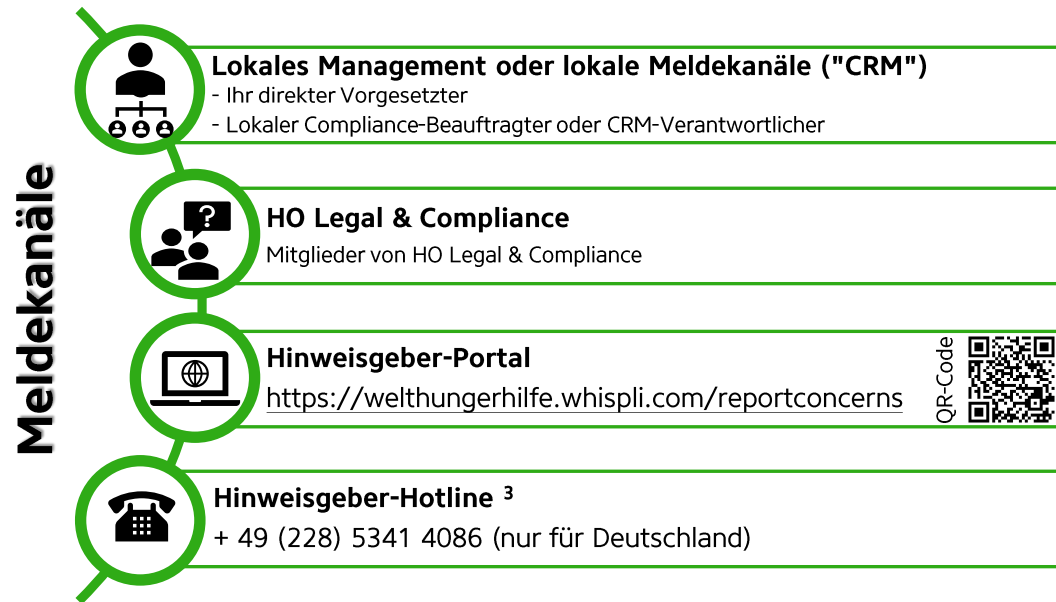 Meldekanäle
Lokales Management oder lokale Meldekanäle ("CRM")
- Ihr direkter Vorgesetzter
- Lokaler Compliance-Beauftragter oder CRM-Verantwortlicher
?
HO Legal & Compliance
Mitglieder von HO Legal & Compliance
Hinweisgeber-Portal
https://welthungerhilfe.whispli.com/reportconcerns
QR-Code
Hinweisgeber-Hotline ³
+ 49 (228) 5341 4086 (nur für Deutschland)